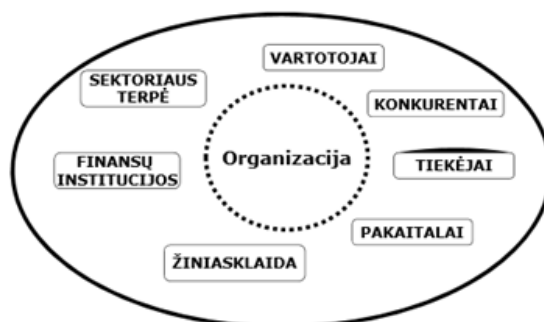 VARTOTOJAI
SEKTORIAUS
TERPĖ
KONKURENTAI
Organizacija
FINANSŲ
INSTITUCIJOS
TIEKĖJAI
PAKAITALAI
ŽINIASKLAIDA